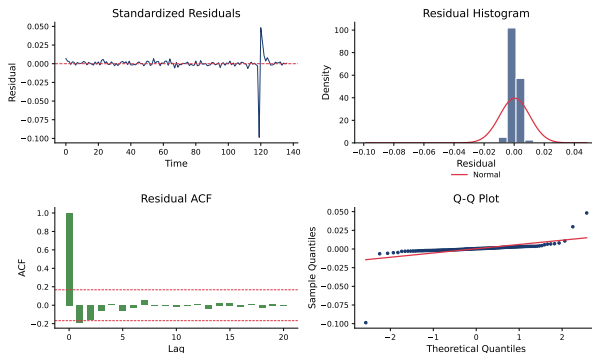 Standardized Residuals
0.050
0.025
0.000
−0.025
−0.050
−0.075
−0.100
Residual
0 20 40 60 80 100 120 140
Time
Residual Histogram
100
80
60
40
20
0
Density
−0.10 −0.08 −0.06 −0.04 −0.02 0.00 0.02 0.04
Residual
Normal
Residual ACF
1.0
0.8
0.6
0.4
0.2
0.0
−0.2
ACF
0 5 10 15 20
Lag
Q-Q Plot
0.050
0.025
0.000
−0.025
−0.050
−0.075
−0.100
Sample Quantiles
−2 −1 0 1 2
Theoretical Quantiles